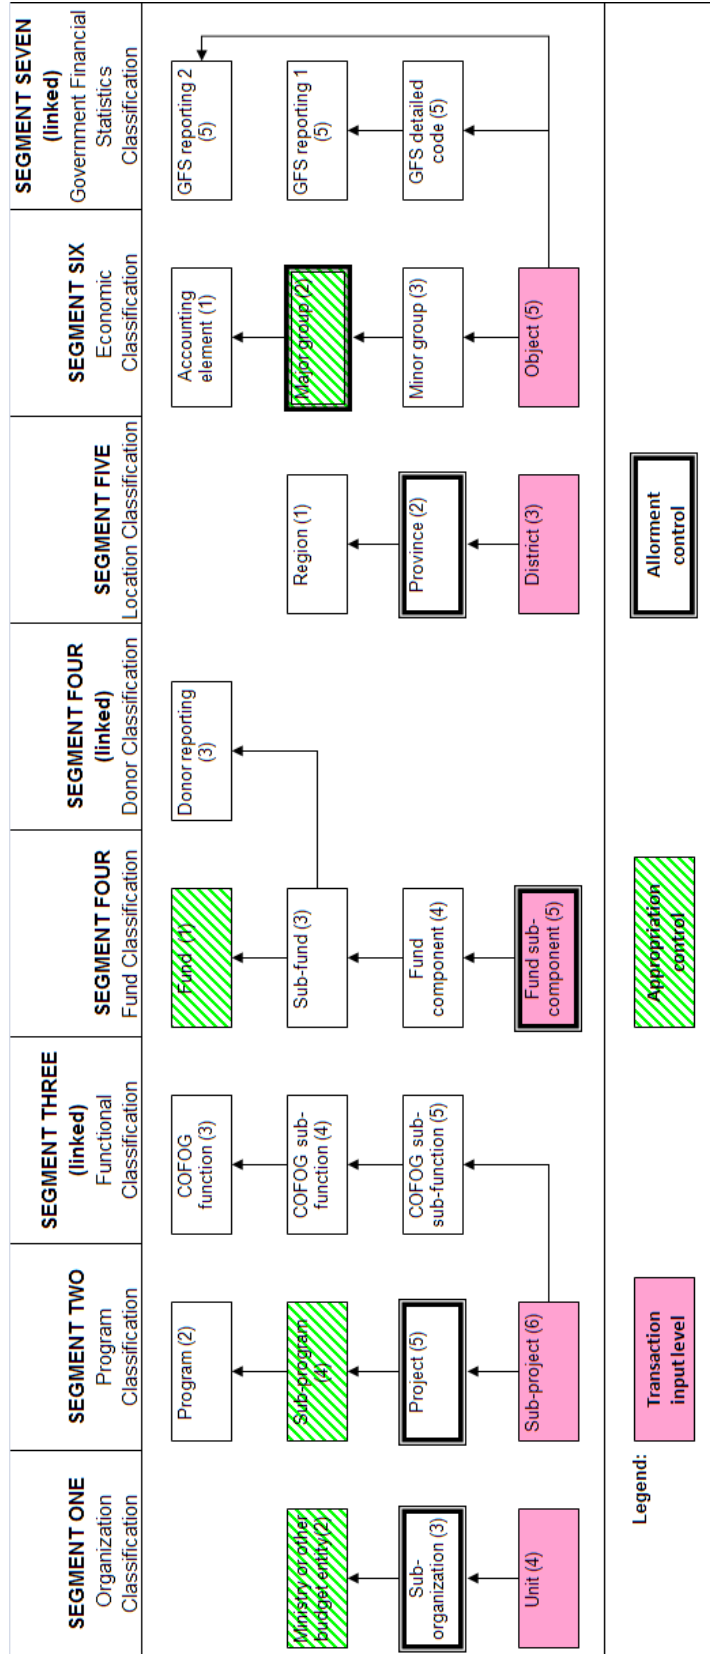 SEGMENT ONE
Organization
Classification
SEGMENT TWO
Program
Classification
SEGMENT THREE
(linked)
Functional
Classification
SEGMENT FOUR
Fund Classification
SEGMENT FOUR
(linked)
Donor Classification
SEGMENT FIVE
Location Classification
SEGMENT SIX
Economic
Classification
SEGMENT SEVEN
(linked)
Government Financial
Statistics
Classification
Program (2)
COFOG
function (3)
Fund (1)
Donor reporting
(3)
Accounting
element (1)
GFS reporting 2
(5)
Ministry or other
budget entity(2)
Sub-program
(4)
COFOG sub-
function (4)
Sub-fund (3)
Region (1)
Major group (2)
GFS reporting 1
(5)
Sub-
organization (3)
Project (5)
COFOG sub-
sub-function (5)
Fund
component (4)
Province (2)
Minor group (3)
GFS detailed
code (5)
Unit (4)
Sub-project (6)
Fund sub-
component (5)
District (3)
Object (5)
Legend:
Transaction
input level
Appropriation
control
Allorment
control